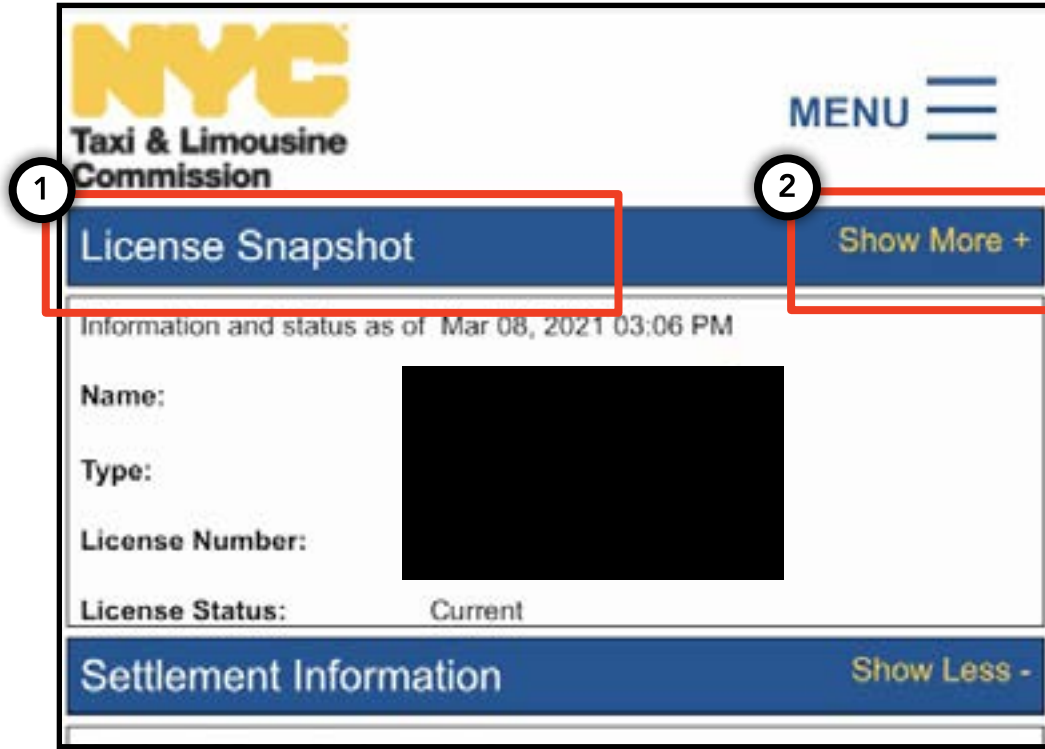 NYC
Taxi & Limousine
Commission
MENU
1
2
License Snapshot Show More +
Information and status as of Mar 08, 2021 03:06 PM
Name:
Type:
License Number:
License Status: Current
Settlement Information Show Less -